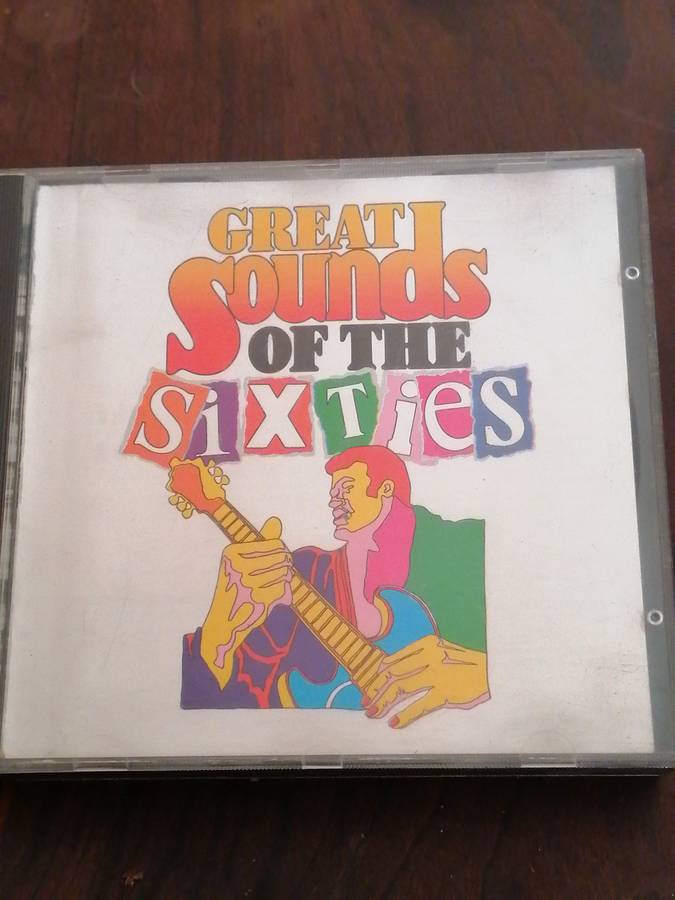 GREAT
Sounds
OF THE
SiXTieS